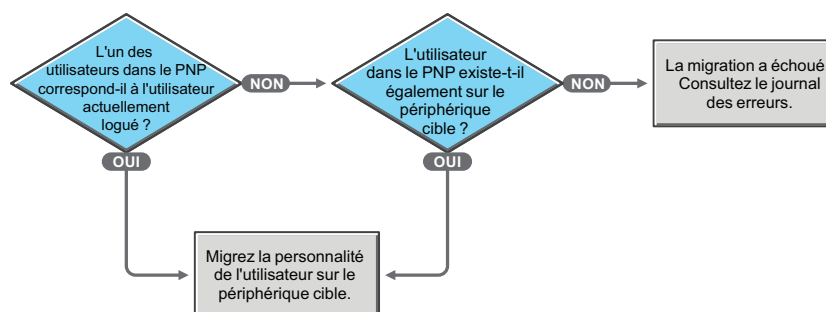 L'un des
utilisateurs dans le PNP
correspond-il à l'utilisateur
actuellement
logué ?
NON
L'utilisateur
dans le PNP existe-t-il
également sur le
périphérique
cible ?
NON
La migration a échoué
Consultez le journal
des erreurs.
OUI
OUI
Migrez la personnalité
de l'utilisateur sur le
périphérique cible.